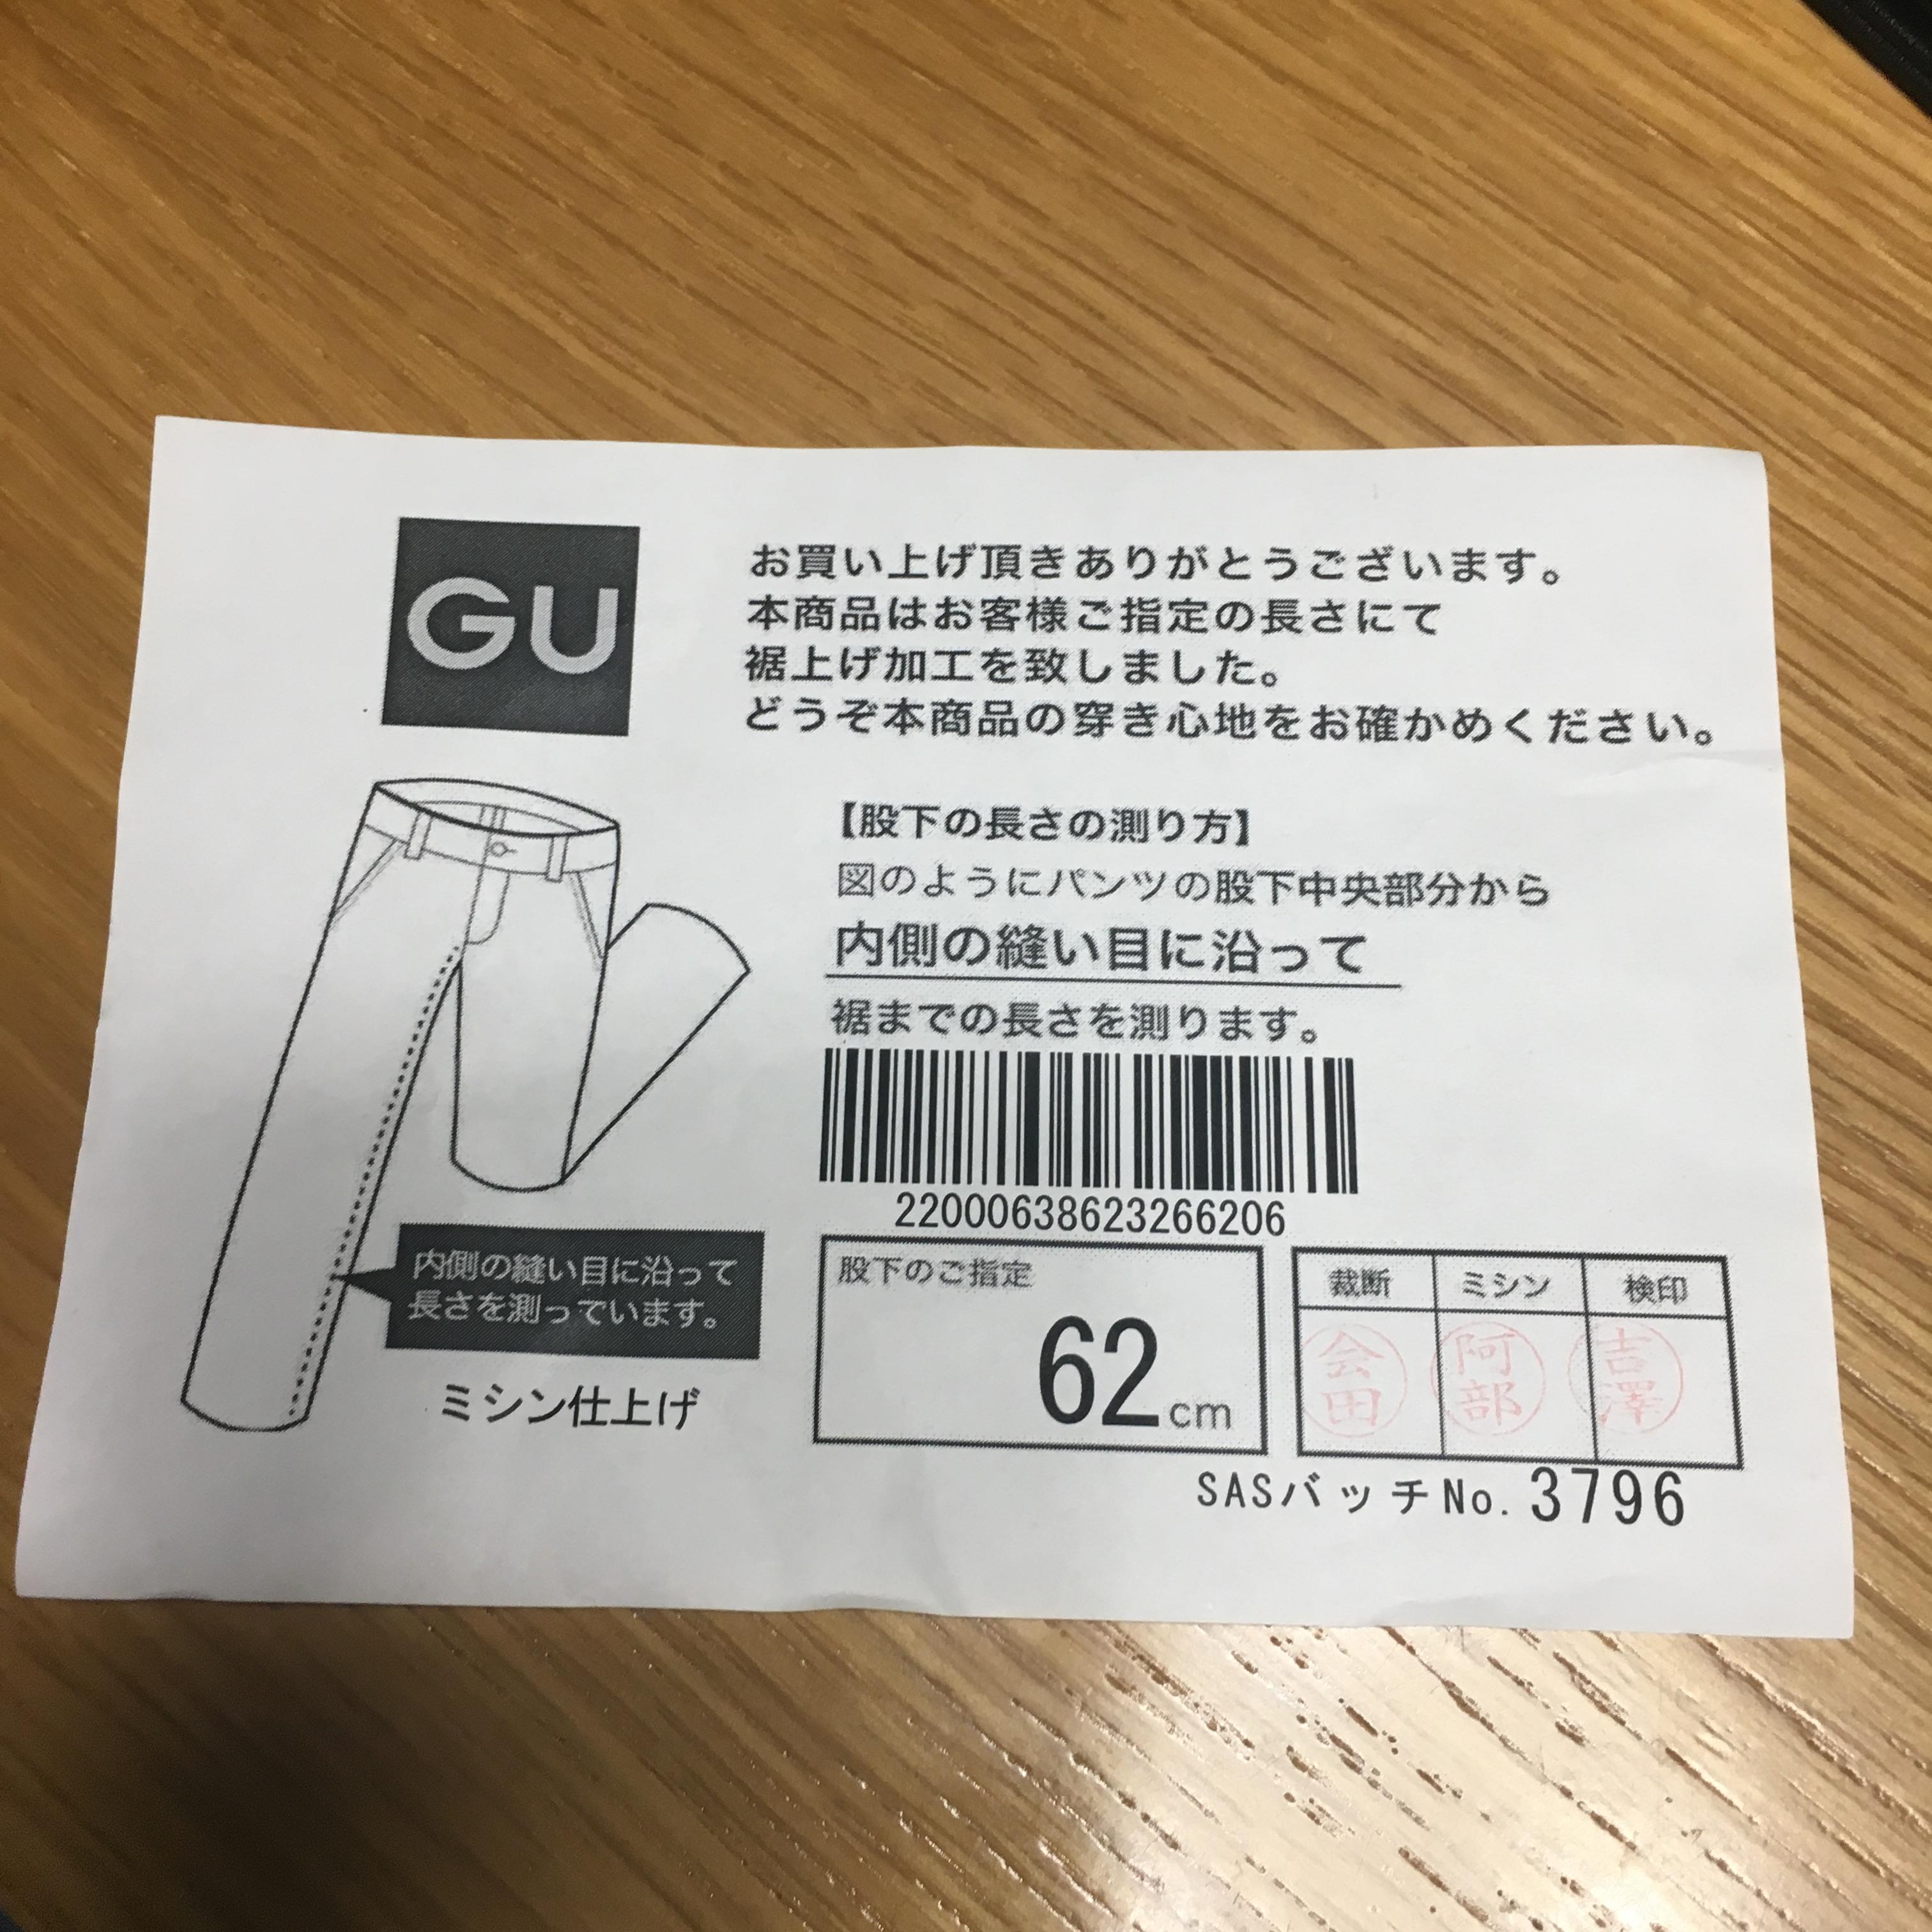 GU
お買い上げ頂きありがとうございます。
本商品はお客様ご指定の長さにて
裾上げ加工を致しました。
どうぞ本商品の穿き心地をお確かめください。
【股下の長さの測り方】
図のようにパンツの股下中央部分から
内側の縫い目に沿って
裾までの長さを測ります。
22000638623266206
内側の縫い目に沿って
長さを測っています。
ミシン仕上げ
股下のご指定
62cm
裁断 ミシン 検印
会田 阿部 吉澤
SASバッチNo.3796